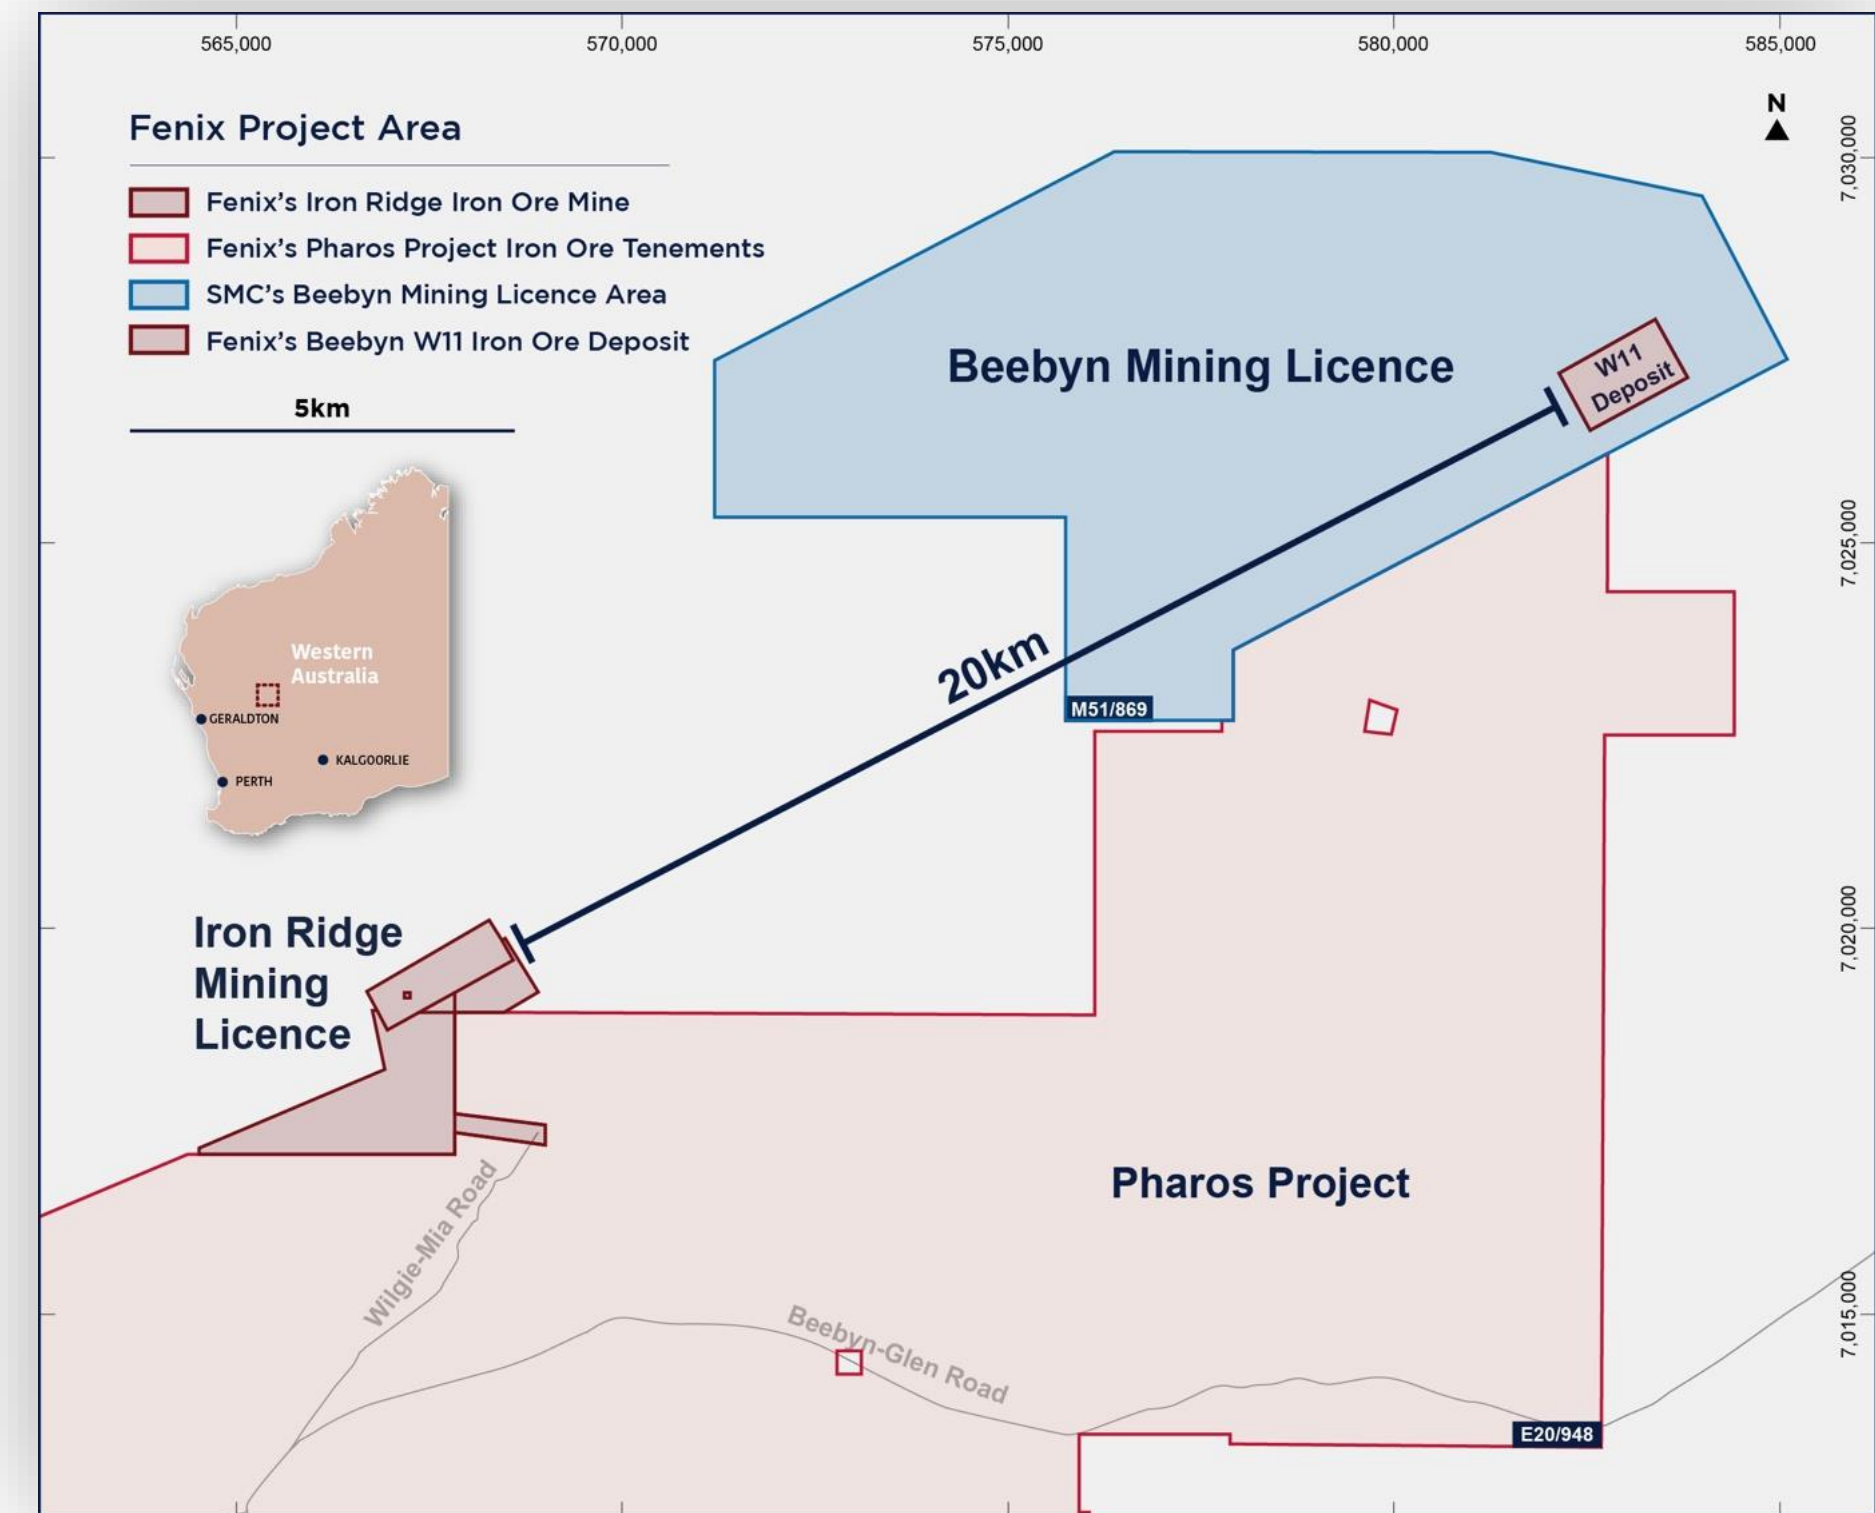 565,000
570,000
575,000
580,000
585,000
N
Fenix Project Area
Fenix's Iron Ridge Iron Ore Mine
Fenix's Pharos Project Iron Ore Tenements
SMC's Beebyn Mining Licence Area
Fenix's Beebyn W11 Iron Ore Deposit
5km
7,030,000
7,025,000
7,020,000
7,015,000
Beebyn Mining Licence
W11
Deposit
20km
M51/869
Western
Australia
GERALDTON
KALGOORLIE
PERTH
Iron Ridge
Mining
Licence
Pharos Project
Wilgie-Mia Road
Beebyn-Glen Road
E20/948